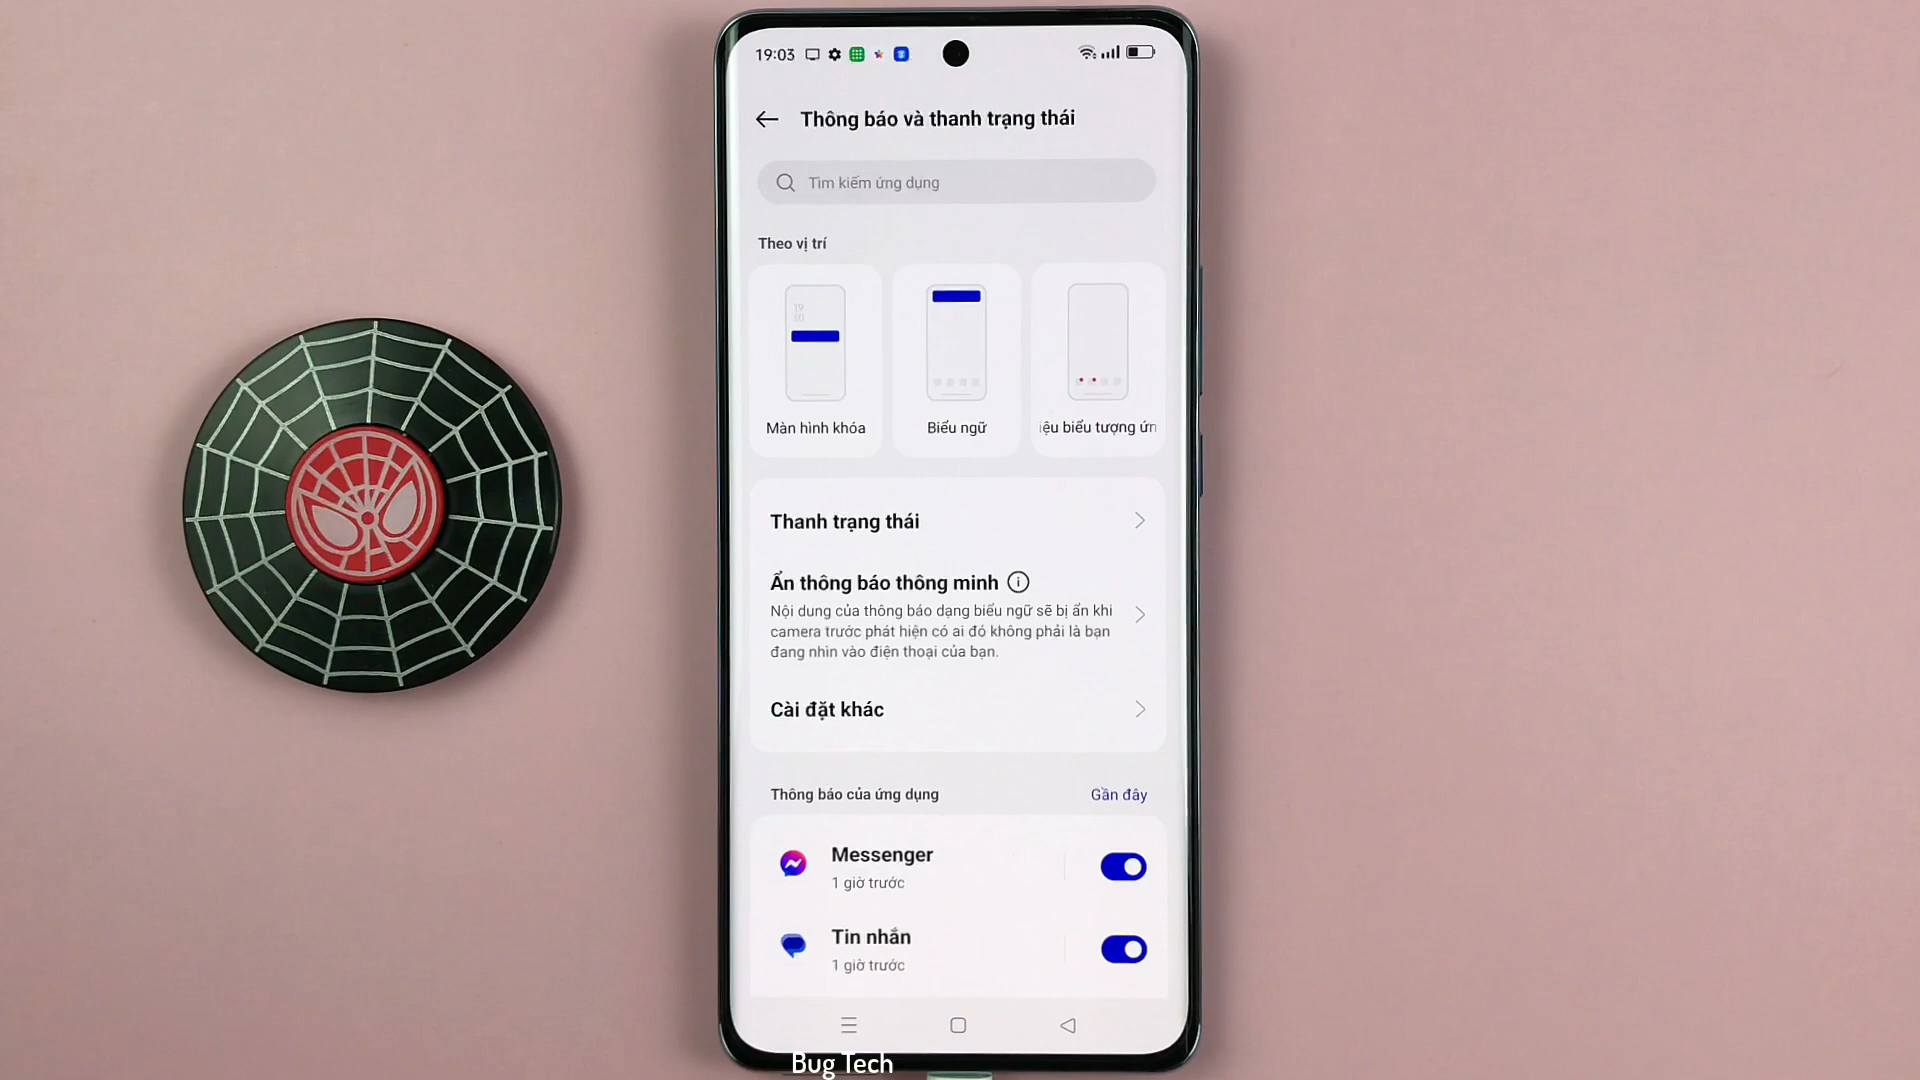 19:03
Thông báo và thanh trạng thái
Tìm kiếm ứng dụng
Theo vị trí
19
30
Màn hình khóa
Biểu ngữ
iệu biểu tượng ứn
Thanh trạng thái
Ẩn thông báo thông minh
Nội dung của thông báo dạng biểu ngữ sẽ bị ẩn khi
camera trước phát hiện có ai đó không phải là bạn
đang nhìn vào điện thoại của bạn.
Cài đặt khác
Thông báo của ứng dụng
Gần đây
Messenger
1 giờ trước
Tin nhắn
1 giờ trước
Bug Tech